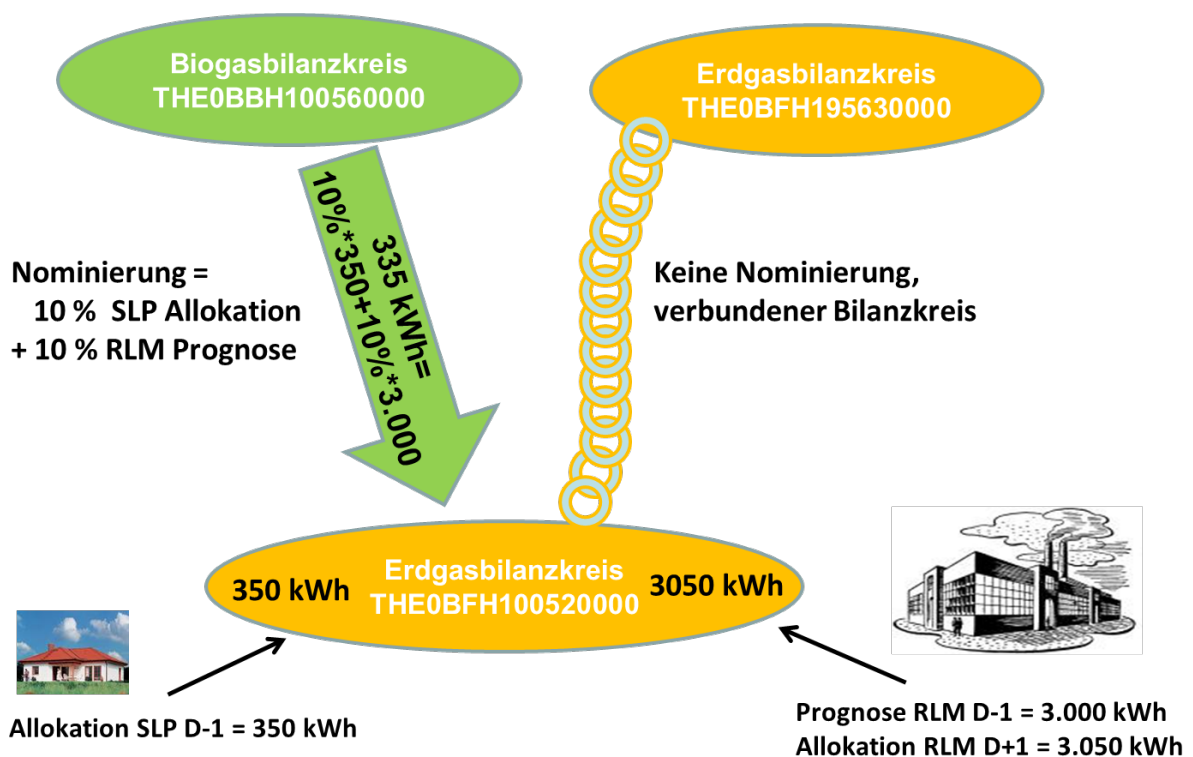 Biogasbilanzkreis
THE0BBH100560000
Erdgasbilanzkreis
THE0BFH195630000
335 kWh=
10%*350+10%*3.000
Nominierung =
10 % SLP Allokation
+ 10 % RLM Prognose
Keine Nominierung,
verbundener Bilanzkreis
350 kWh
Erdgasbilanzkreis
THE0BFH100520000
3050 kWh
Allokation SLP D-1 = 350 kWh
Prognose RLM D-1 = 3.000 kWh
Allokation RLM D+1 = 3.050 kWh